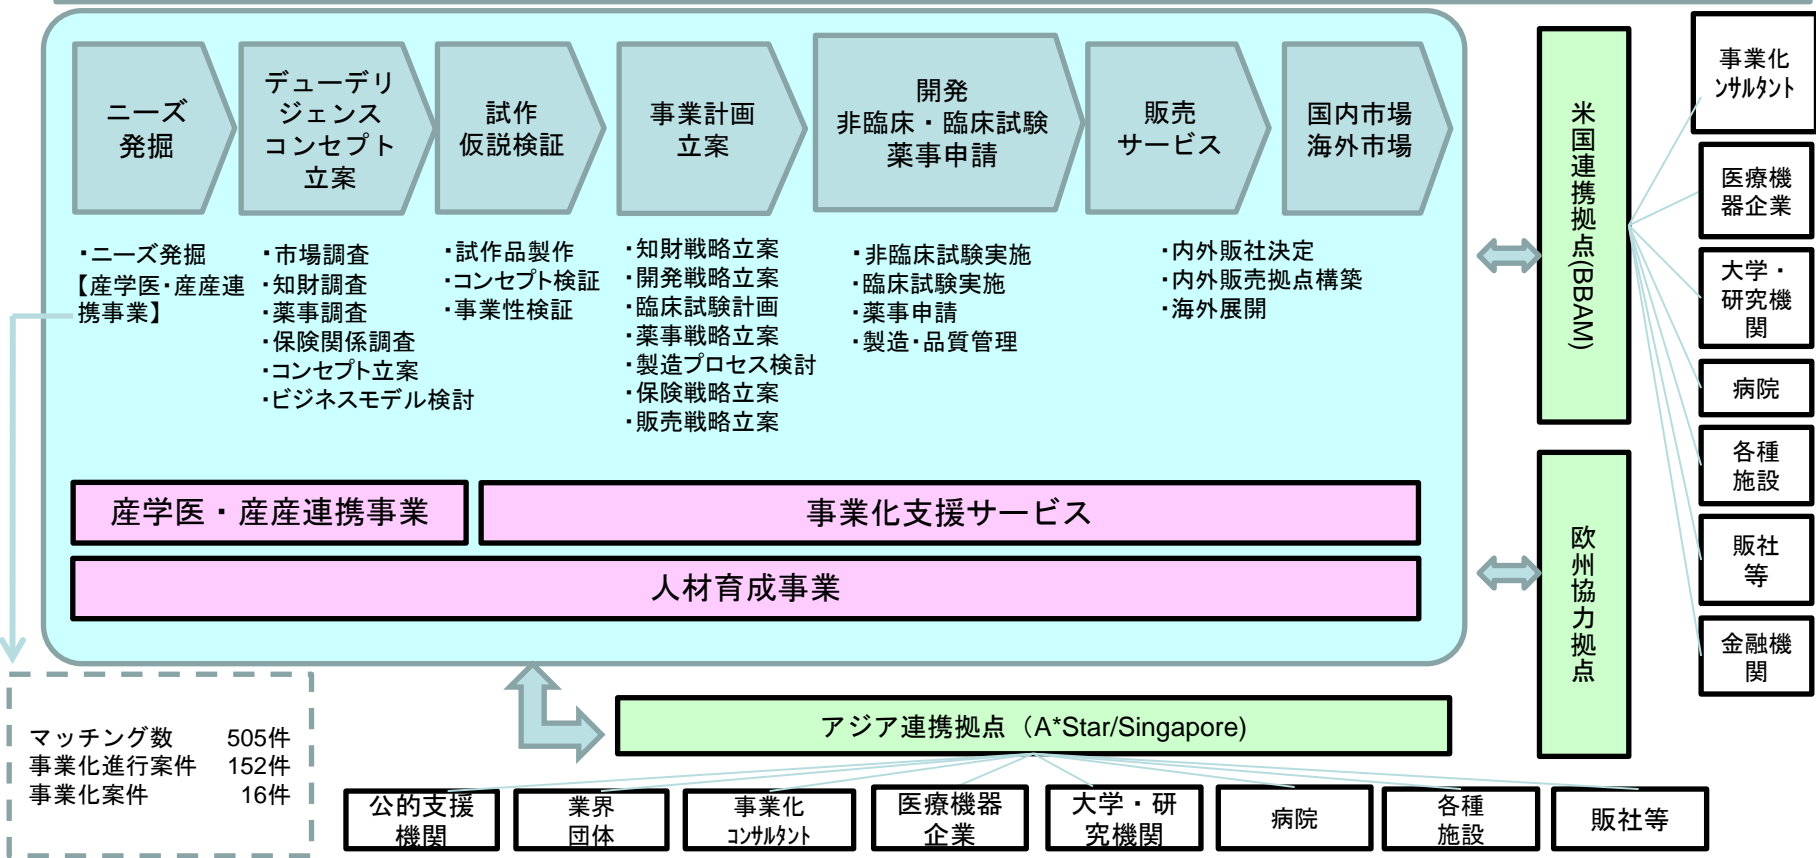 ニーズ
発掘
デューデリ
ジェンス
コンセプト
立案
試作
仮説検証
事業計画
立案
開発
非臨床・臨床試験
薬事申請
販売
サービス
国内市場
海外市場
・ニーズ発掘
【産学医・産産連
携事業】
・市場調査
・知財調査
・薬事調査
・保険関係調査
・コンセプト立案
・ビジネスモデル検討
・試作品製作
・コンセプト検証
・事業性検証
・知財戦略立案
・開発戦略立案
・臨床試験計画
・薬事戦略立案
・製造プロセス検討
・保険戦略立案
・販売戦略立案
・非臨床試験実施
・臨床試験実施
・薬事申請
・製造・品質管理
・内外販社決定
・内外販売拠点構築
・海外展開
産学医・産産連携事業
事業化支援サービス
人材育成事業
米国連携拠点(BBAM)
欧州協力拠点
事業化
ンサルタント
医療機
器企業
大学・
研究機
関
病院
各種
施設
販社
等
金融機
関
マッチング数 505件
事業化進行案件 152件
事業化案件 16件
アジア連携拠点（A*Star/Singapore)
公的支援
機関
業界
団体
事業化
コンサルタント
医療機器
企業
大学・研
究機関
病院
各種
施設
販社等